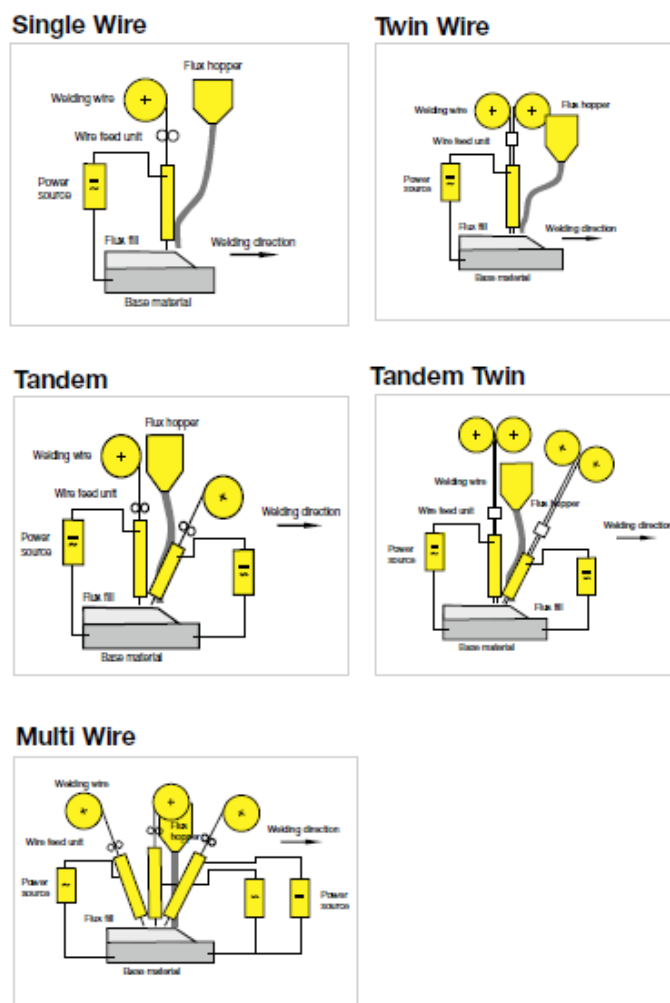 Single Wire
Flux hopper
Welding wire
Wire feed unit
Power
source
Flux fill
Welding direction
Base material
Twin Wire
Welding wire
Flux hopper
Wire feed unit
Power
source
Flux fill
Welding direction
Base material
Tandem
Flux hopper
Welding wire
Wire feed unit
Welding direction
Power
source
Flux fill
Base material
Tandem Twin
Welding wire
Flux hopper
Wire feed unit
Welding direction
Power
source
Flux fill
Base material
Multi Wire
Welding wire
Flux
hopper
Welding direction
Wire feed unit
Power
source
Power
source
Flux fill
Base material